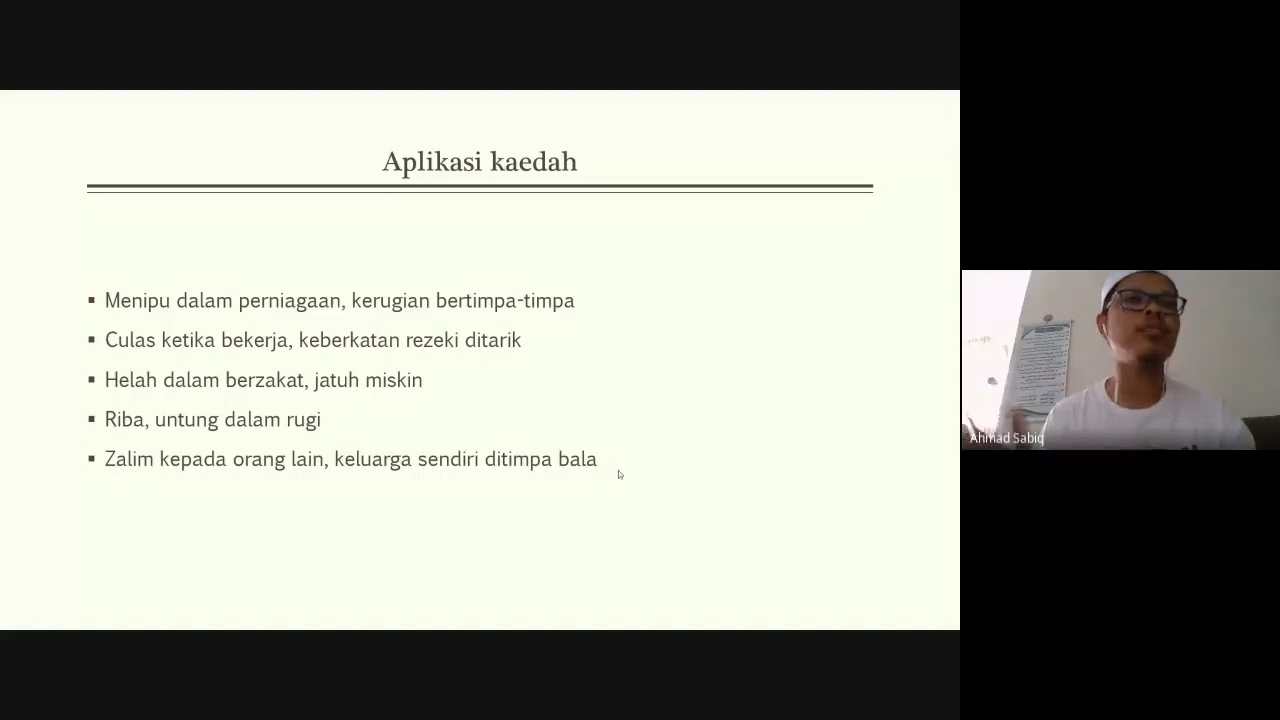 Aplikasi kaedah
▪ Menipu dalam perniagaan, kerugian bertimpa-timpa
▪ Culas ketika bekerja, keberkatan rezeki ditarik
▪ Helah dalam berzakat, jatuh miskin
▪ Riba, untung dalam rugi
▪ Zalim kepada orang lain, keluarga sendiri ditimpa bala
Ahmad Sabiq